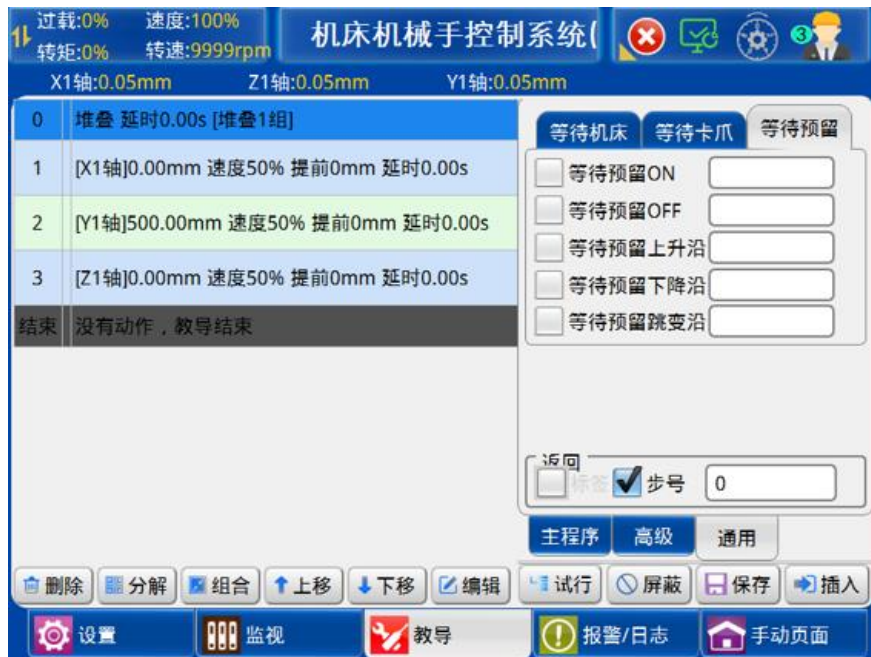 过载:0% 速度:100% 机床机械手控制系统(
转矩:0% 转速:9999rpm
3
X1轴:0.05mm Z1轴:0.05mm Y1轴:0.05mm
0 堆叠 延时0.00s [堆叠1组]
1 [X1轴]0.00mm 速度50% 提前0mm 延时0.00s
2 [Y1轴]500.00mm 速度50% 提前0mm 延时0.00s
3 [Z1轴]0.00mm 速度50% 提前0mm 延时0.00s
结束 没有动作，教导结束
等待机床 等待卡爪 等待预留
等待预留ON
等待预留OFF
等待预留上升沿
等待预留下降沿
等待预留跳变沿
返回
标签 步号 0
主程序 高级 通用
删除 分解 组合 上移 下移 编辑 试行 屏蔽 保存 插入
设置 监视 教导 报警/日志 手动页面